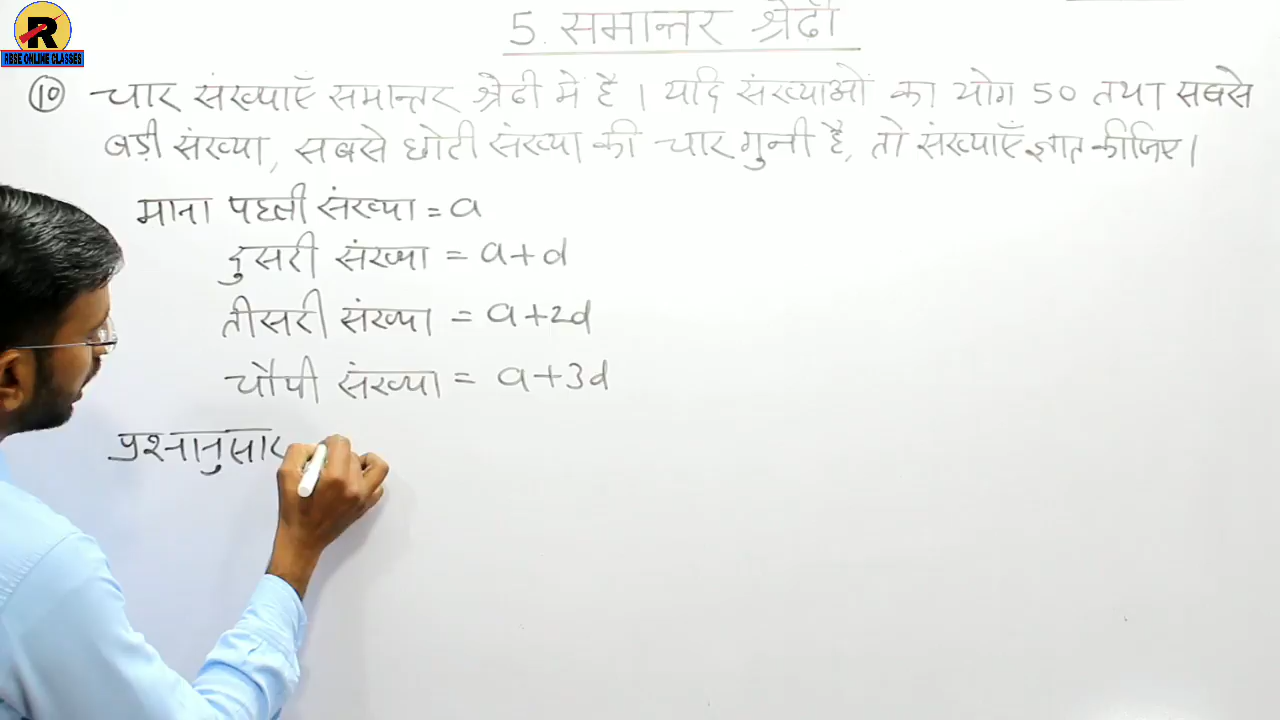 R
RBSE ONLINE CLASSES
5. समान्तर श्रेढी
10 चार संख्याएँ समान्तर श्रेढी में है। यदि संख्याओं का योग 50 तथा सबसे
बड़ी संख्या, सबसे छोटी संख्या की चार गुनी है, तो संख्याएँ ज्ञात कीजिए।
माना पहली संख्या = a
दुसरी संख्या = a+d
तीसरी संख्या = a+2d
चौथी संख्या = a+3d
प्रश्नानुसार